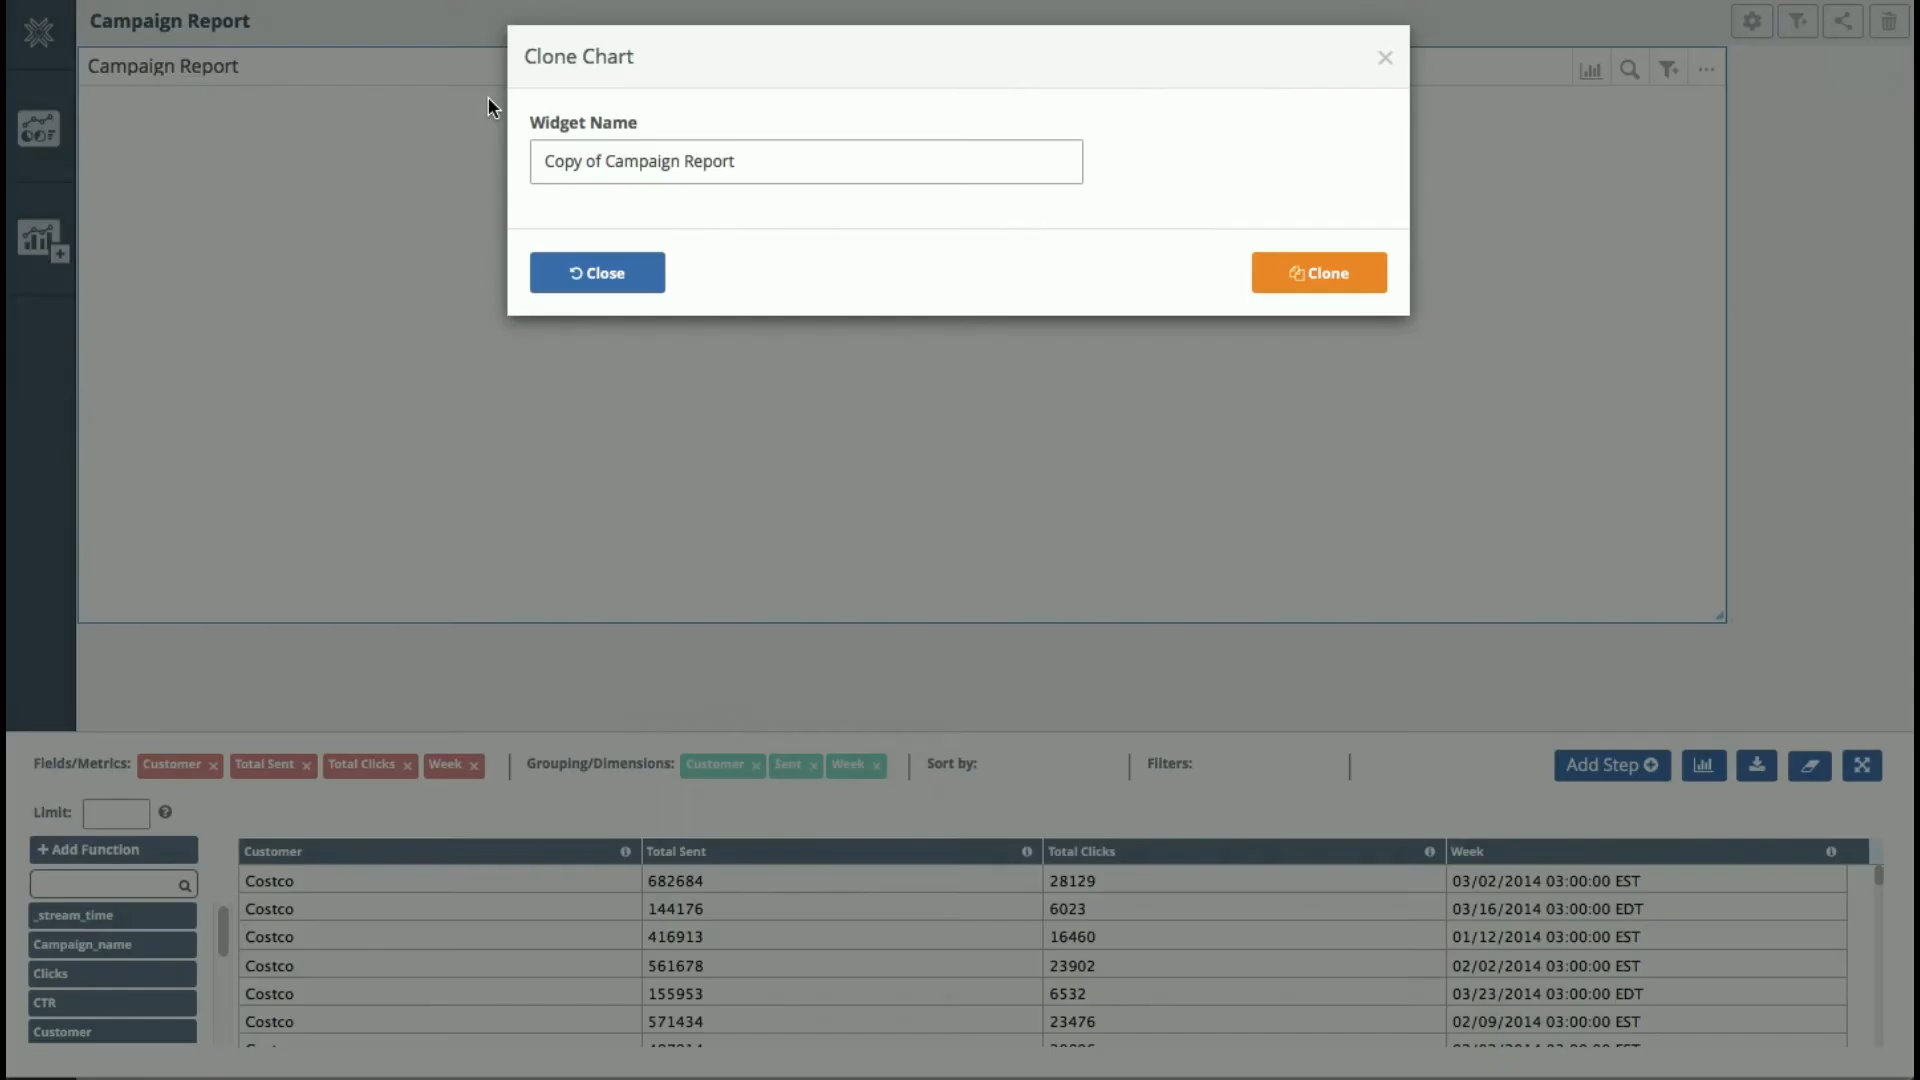 Campaign Report
Campaign Report
Clone Chart
Widget Name
Copy of Campaign Report
Close
Clone
Fields/Metrics: Customer Total Sent Total Clicks Week Grouping/Dimensions: Customer Sent Week Sort by: Filters: Add Step
Limit:
+ Add Function
Customer Total Sent Total Clicks Week
Costco 682684 28129 03/02/2014 03:00:00 EST
Costco 144176 6023 03/16/2014 03:00:00 EDT
Costco 416913 16460 01/12/2014 03:00:00 EST
Costco 561678 23902 02/02/2014 03:00:00 EST
Costco 155953 6532 03/23/2014 03:00:00 EDT
Costco 571434 23476 02/09/2014 03:00:00 EST
_stream_time
Campaign_name
Clicks
CTR
Customer